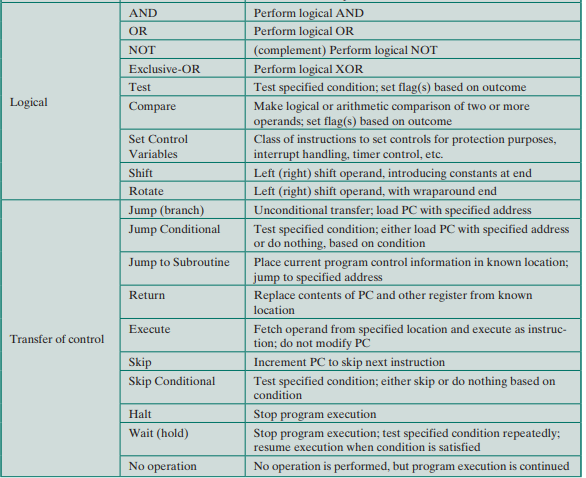 AND Perform logical AND
OR Perform logical OR
NOT (complement) Perform logical NOT
Exclusive-OR Perform logical XOR
Test Test specified condition; set flag(s) based on outcome
Logical
Compare Make logical or arithmetic comparison of two or more
operands; set flag(s) based on outcome
Set Control Class of instructions to set controls for protection purposes,
Variables interrupt handling, timer control, etc.
Shift Left (right) shift operand, introducing constants at end
Rotate Left (right) shift operand, with wraparound end
Jump (branch) Unconditional transfer; load PC with specified address
Jump Conditional Test specified condition; either load PC with specified address
or do nothing, based on condition
Jump to Subroutine Place current program control information in known location;
jump to specified address
Return Replace contents of PC and other register from known
location
Transfer of control
Execute Fetch operand from specified location and execute as instruc-
tion; do not modify PC
Skip Increment PC to skip next instruction
Skip Conditional Test specified condition; either skip or do nothing based on
condition
Halt Stop program execution
Wait (hold) Stop program execution; test specified condition repeatedly;
resume execution when condition is satisfied
No operation No operation is performed, but program execution is continued